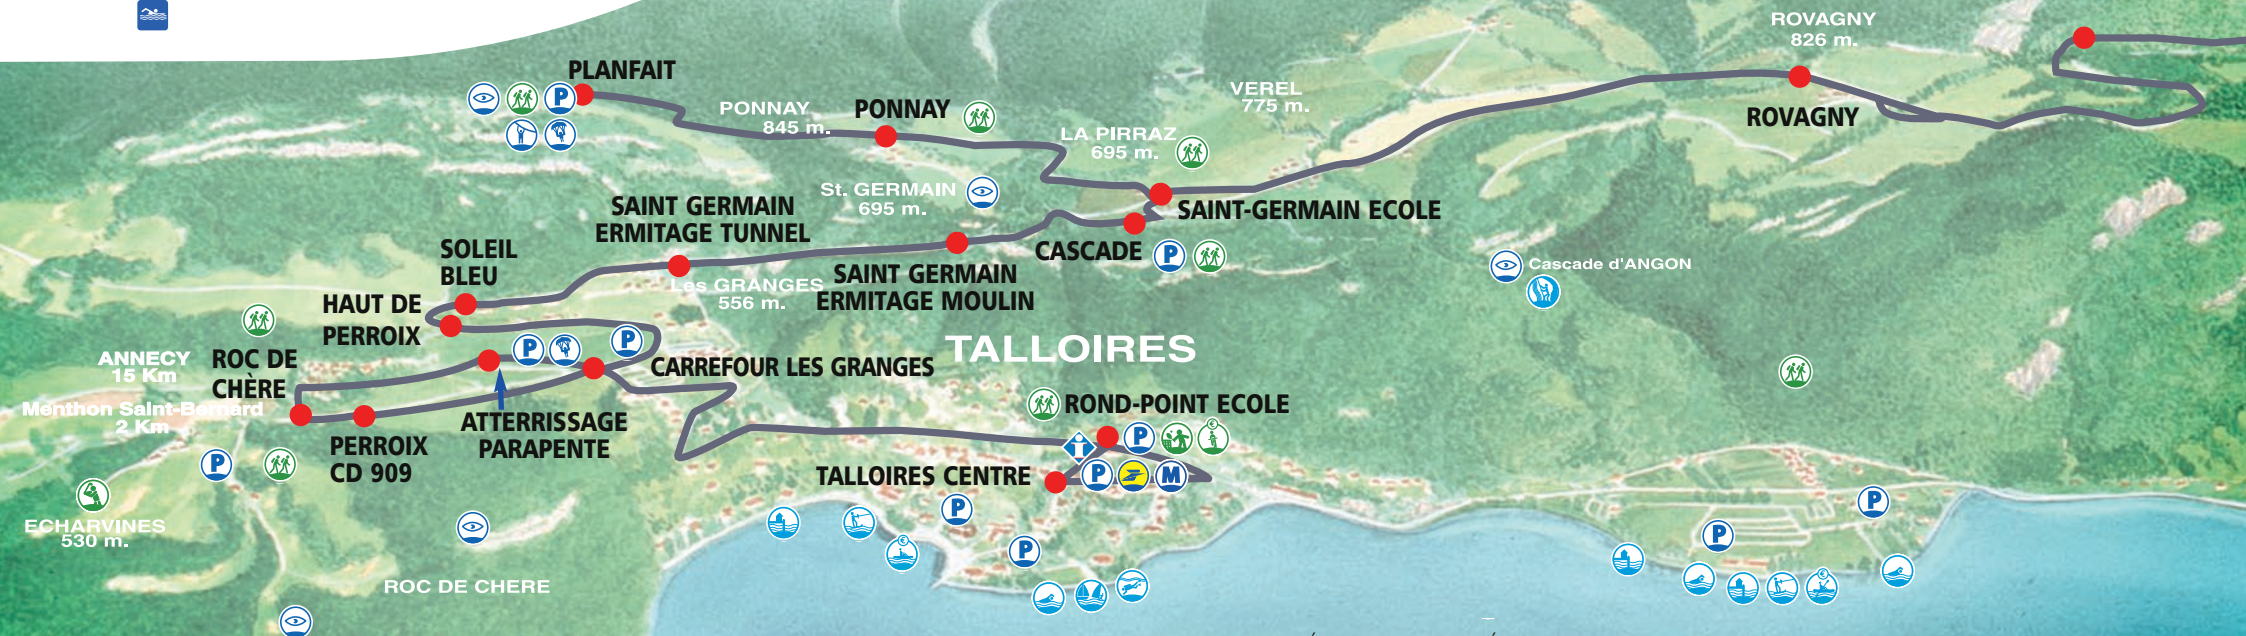 ROVAGNY
826 m.
PLANFAIT
P
PONNAY
845 m.
PONNAY
VEREL
775 m.
ROVAGNY
LA PIRRAZ
695 m.
St. GERMAIN
695 m.
SAINT GERMAIN
ERMITAGE TUNNEL
SAINT-GERMAIN ECOLE
CASCADE
P
SOLEIL
BLEU
Les GRANGES
556 m.
SAINT GERMAIN
ERMITAGE MOULIN
Cascade d'ANGON
HAUT DE
PERROIX
P
P
TALLOIRES
ANNECY
15 Km
ROC DE
CHÈRE
CARREFOUR LES GRANGES
Menthon Saint-Bernard
2 Km
ATTERRISSAGE
PARAPENTE
ROND-POINT ECOLE
P
€
PERROIX
CD 909
P
TALLOIRES CENTRE
P
M
ECHARVINES
530 m.
P
P
P
P
€
€
ROC DE CHERE